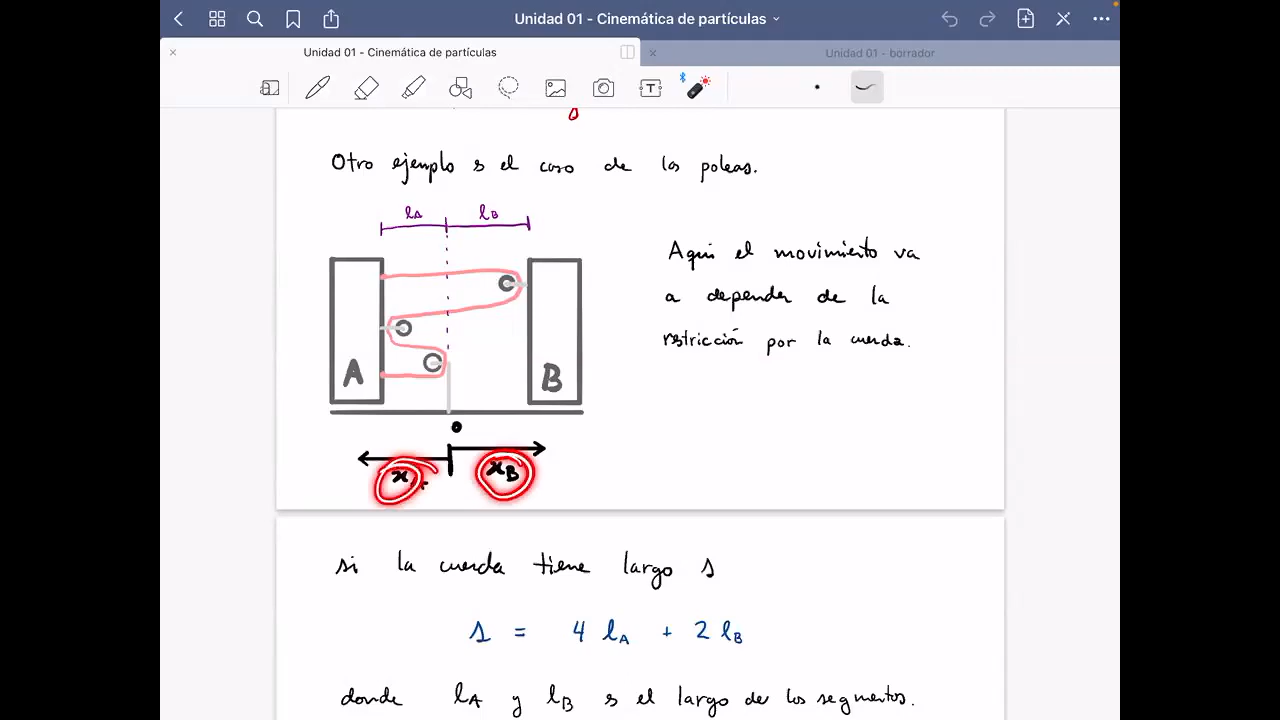 Unidad 01 - Cinemática de partículas
Unidad 01 - Cinemática de partículas
Unidad 01 - borrador
T
Otro ejemplo s el caso de las poleas.
lA lB
Aqui el movimiento va
a depender de la
restricción por la cuerda.
A B
0
x xB
si la cuerda tiene largo s
s = 4 lA + 2 lB
donde lA y lB s el largo de los segmentos.